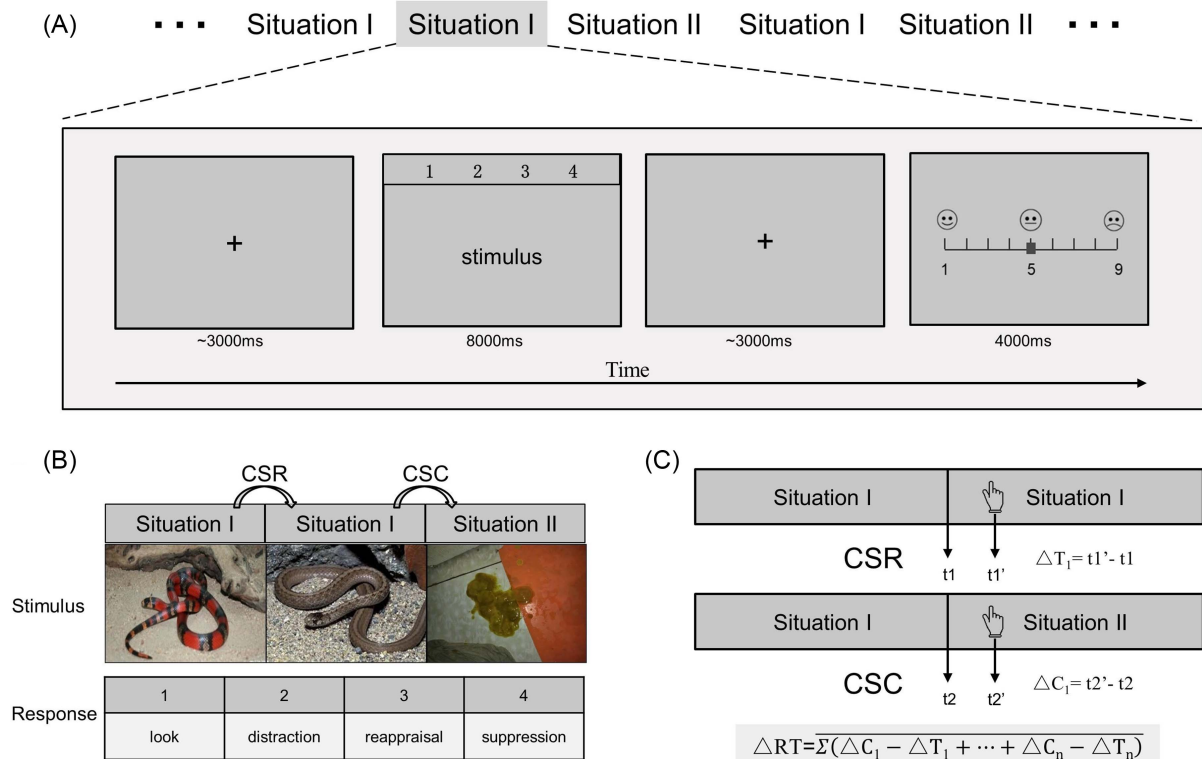 (A)
... Situation I Situation I Situation II Situation I Situation II ...
1 2 3 4
+ stimulus +
1 5 9
~3000ms 8000ms ~3000ms 4000ms
Time
(B)
CSR CSC
Situation I Situation I Situation II
Stimulus
Response
1 2 3 4
look distraction reappraisal suppression
(C)
Situation I Situation I
CSR t1 t1’ △T₁= t1’- t1
Situation I Situation II
CSC t2 t2’ △C₁= t2’- t2
△RT=Σ(△C₁ − △T₁ + ⋯ + △Cₙ − △Tₙ)